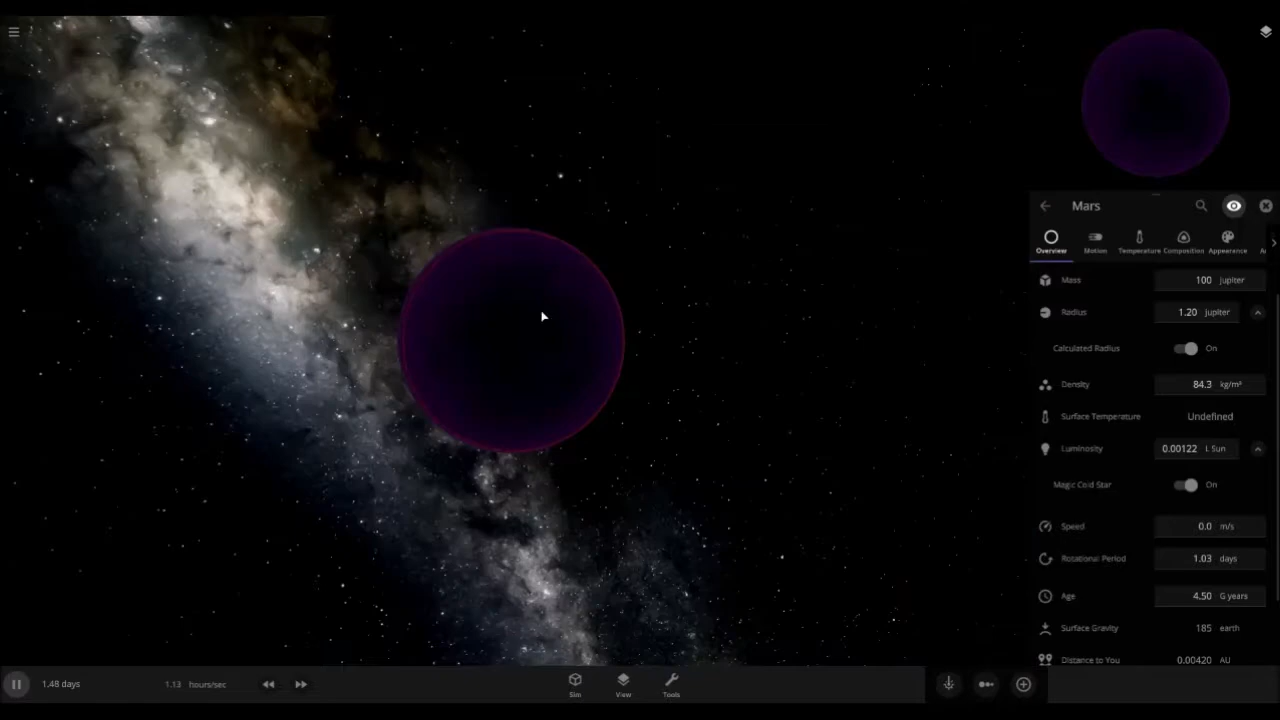 Mars
Overview Motion Temperature Composition Appearance
Mass 100 Jupiter
Radius 1.20 Jupiter
Calculated Radius On
Density 84.3 kg/m³
Surface Temperature Undefined
Luminosity 0.00122 L Sun
Magic Cold Star On
Speed 0.0 m/s
Rotational Period 1.03 days
Age 4.50 G years
Surface Gravity 185 earth
Distance to You 0.00420 AU
1.48 days 1.13 hours/sec
Sim View Tools